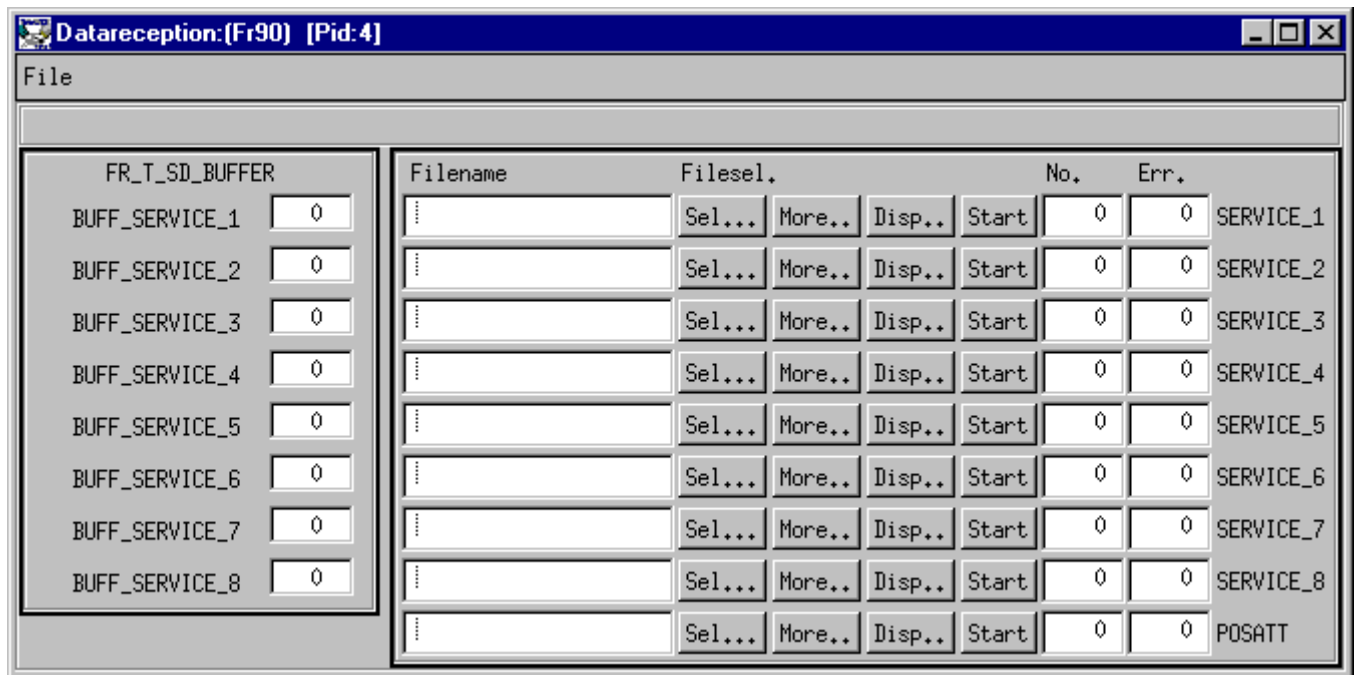 Datareception:(Fr90) [Pid:4]
File
FR_T_SD_BUFFER
BUFF_SERVICE_1 0
BUFF_SERVICE_2 0
BUFF_SERVICE_3 0
BUFF_SERVICE_4 0
BUFF_SERVICE_5 0
BUFF_SERVICE_6 0
BUFF_SERVICE_7 0
BUFF_SERVICE_8 0
Filename Filesel. No. Err.
Sel... More.. Disp.. Start 0 0 SERVICE_1
Sel... More.. Disp.. Start 0 0 SERVICE_2
Sel... More.. Disp.. Start 0 0 SERVICE_3
Sel... More.. Disp.. Start 0 0 SERVICE_4
Sel... More.. Disp.. Start 0 0 SERVICE_5
Sel... More.. Disp.. Start 0 0 SERVICE_6
Sel... More.. Disp.. Start 0 0 SERVICE_7
Sel... More.. Disp.. Start 0 0 SERVICE_8
Sel... More.. Disp.. Start 0 0 POSATT